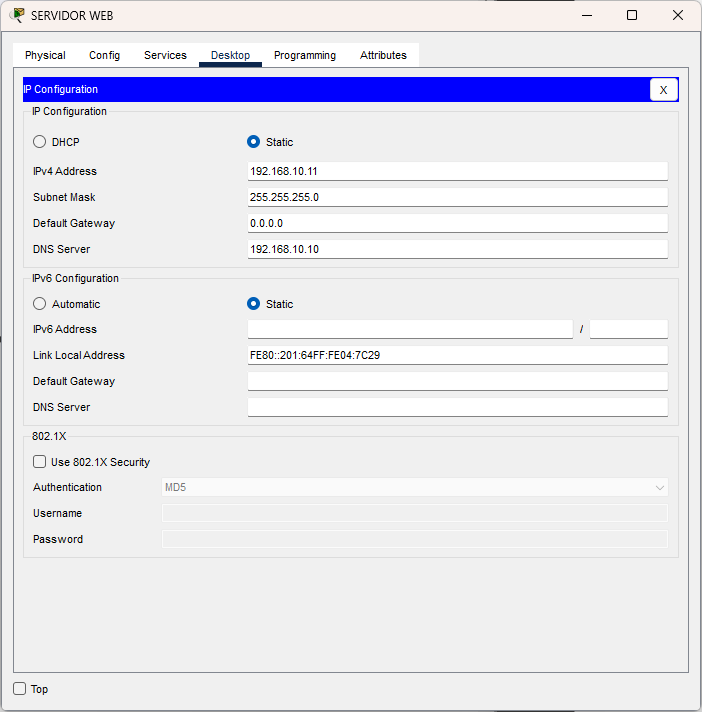 SERVIDOR WEB
Physical Config Services Desktop Programming Attributes
IP Configuration X
IP Configuration
DHCP Static
IPv4 Address 192.168.10.11
Subnet Mask 255.255.255.0
Default Gateway 0.0.0.0
DNS Server 192.168.10.10
IPv6 Configuration
Automatic Static
IPv6 Address /
Link Local Address FE80::201:64FF:FE04:7C29
Default Gateway
DNS Server
802.1X
Use 802.1X Security
Authentication MD5
Username
Password
Top